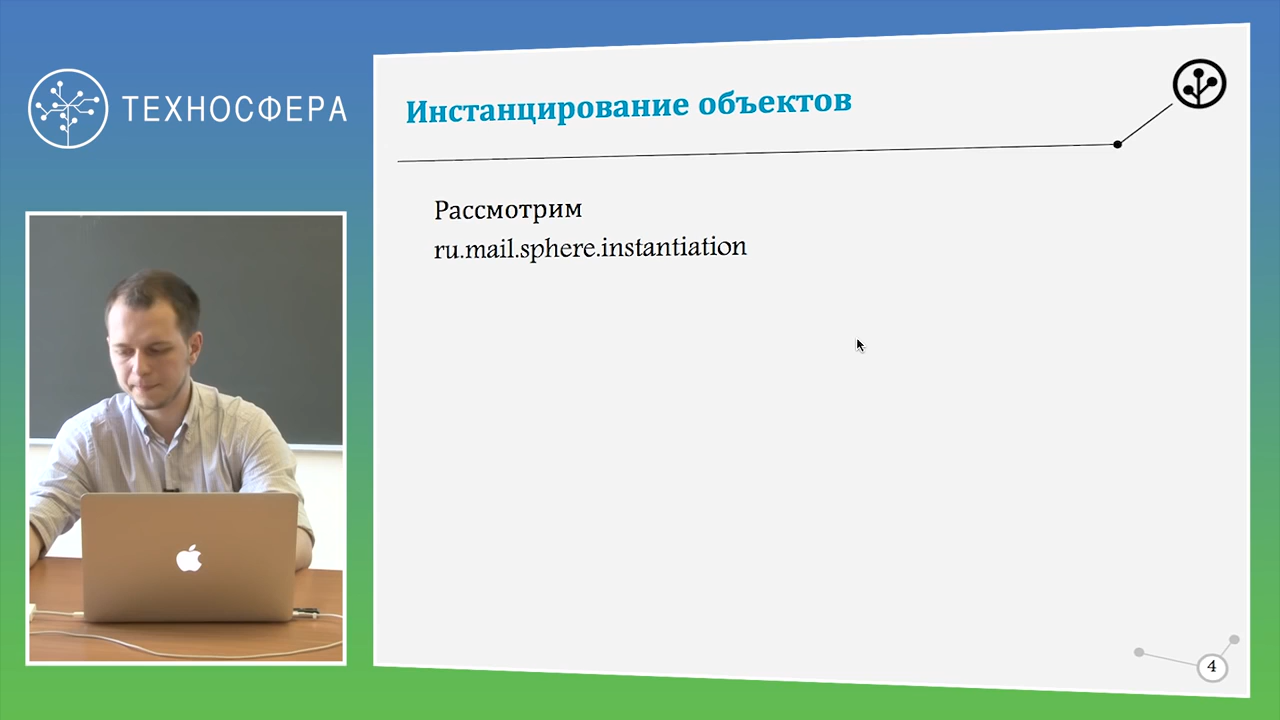 ТЕХНОСФЕРА
Инстанцирование объектов
Рассмотрим
ru.mail.sphere.instantiation
4